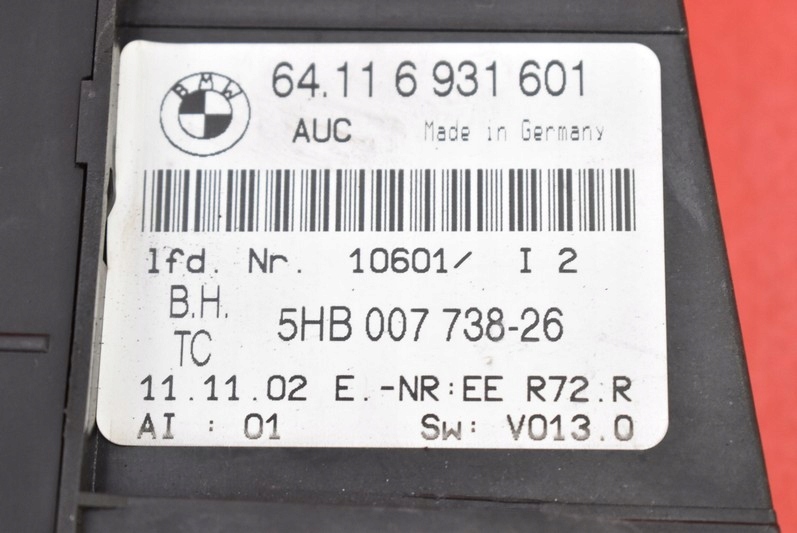 BMW
64.11 6 931 601
AUC Made in Germany
lfd. Nr. 10601/ I 2
B.H.
TC
5HB 007 738-26
11.11.02 E.-NR:EE R72.R
AI : 01 Sw: V013.0